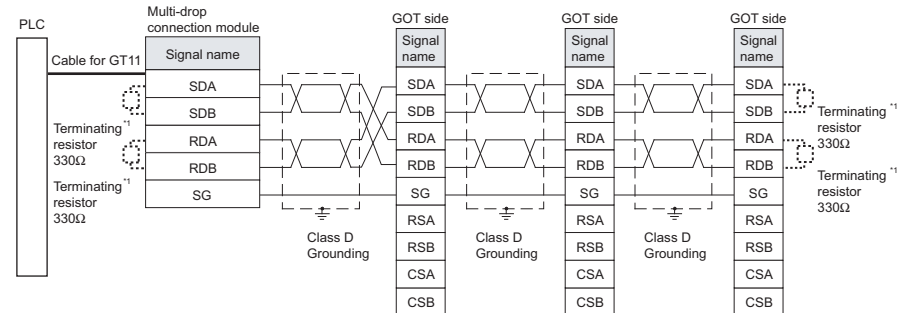 PLC
Multi-drop
connection module
Cable for GT11
Signal name
SDA
SDB
RDA
RDB
SG
Terminating *1
resistor
330Ω
Terminating *1
resistor
330Ω
Class D
Grounding
GOT side
Signal
name
SDA
SDB
RDA
RDB
SG
RSA
RSB
CSA
CSB
Class D
Grounding
GOT side
Signal
name
SDA
SDB
RDA
RDB
SG
RSA
RSB
CSA
CSB
Class D
Grounding
GOT side
Signal
name
SDA
SDB
RDA
RDB
SG
RSA
RSB
CSA
CSB
Terminating *1
resistor
330Ω
Terminating *1
resistor
330Ω